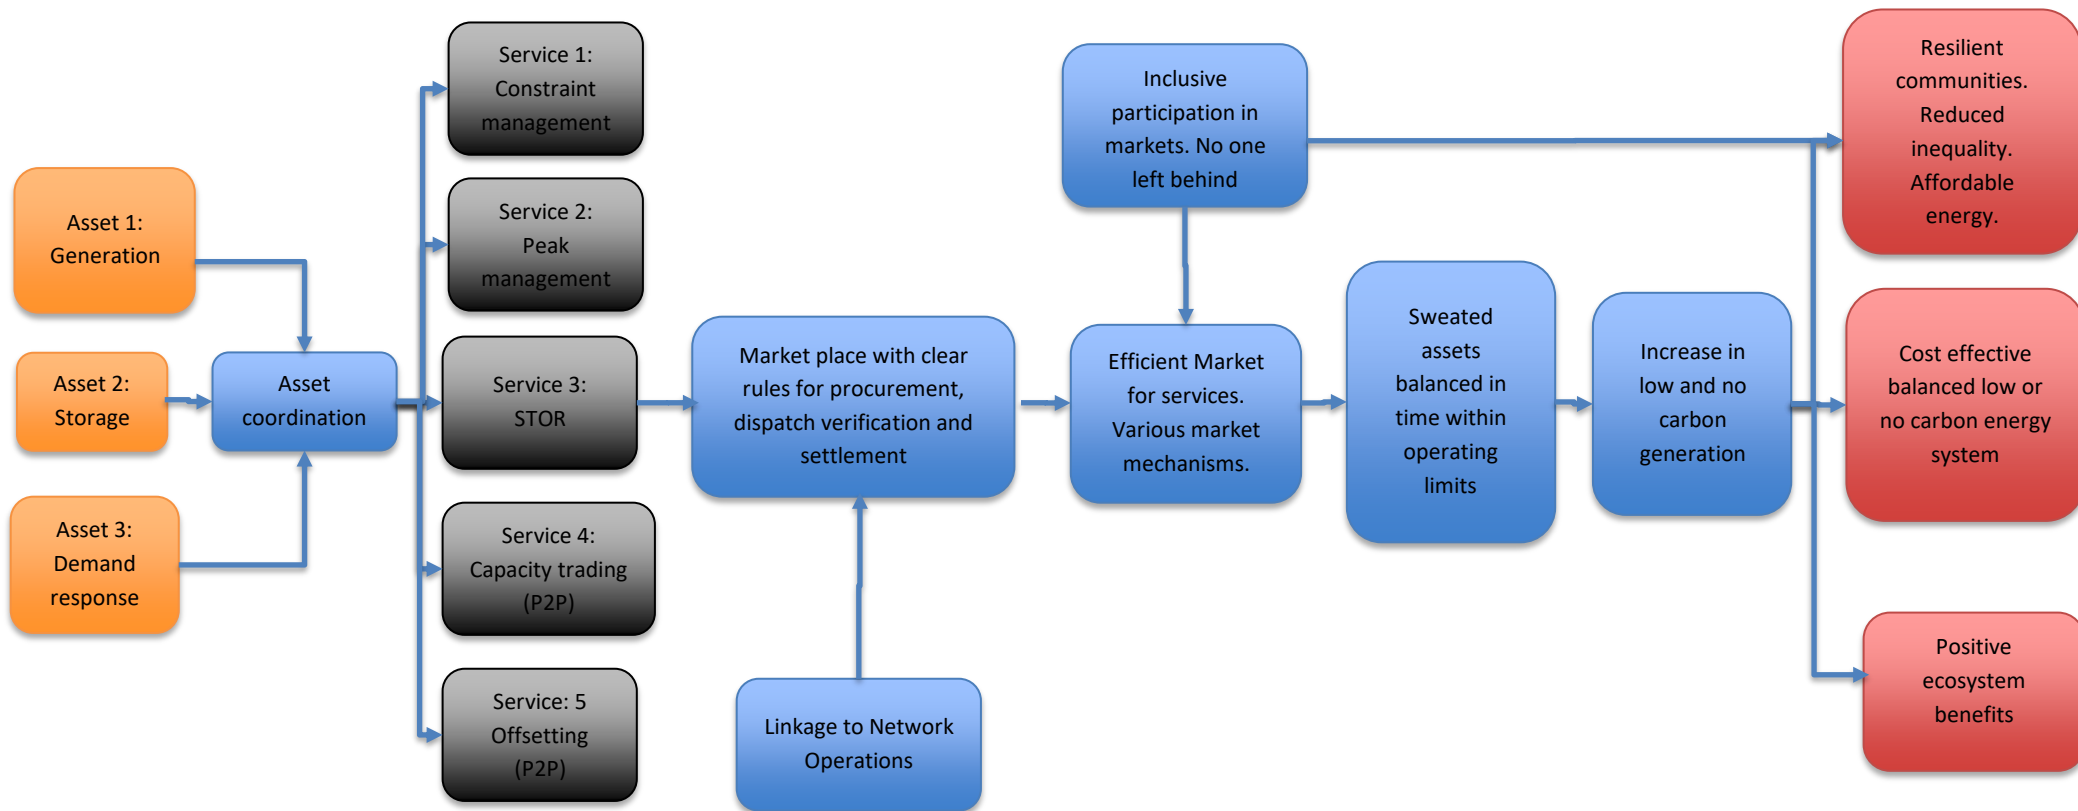 Asset 1:
Generation
Asset 2:
Storage
Asset 3:
Demand
response
Asset
coordination
Service 1:
Constraint
management
Service 2:
Peak
management
Service 3:
STOR
Service 4:
Capacity trading
(P2P)
Service: 5
Offsetting
(P2P)
Market place with clear
rules for procurement,
dispatch verification and
settlement
Linkage to Network
Operations
Inclusive
participation in
markets. No one
left behind
Efficient Market
for services.
Various market
mechanisms.
Sweated
assets
balanced in
time within
operating
limits
Increase in
low and no
carbon
generation
Resilient
communities.
Reduced
inequality.
Affordable
energy.
Cost effective
balanced low or
no carbon energy
system
Positive
ecosystem
benefits